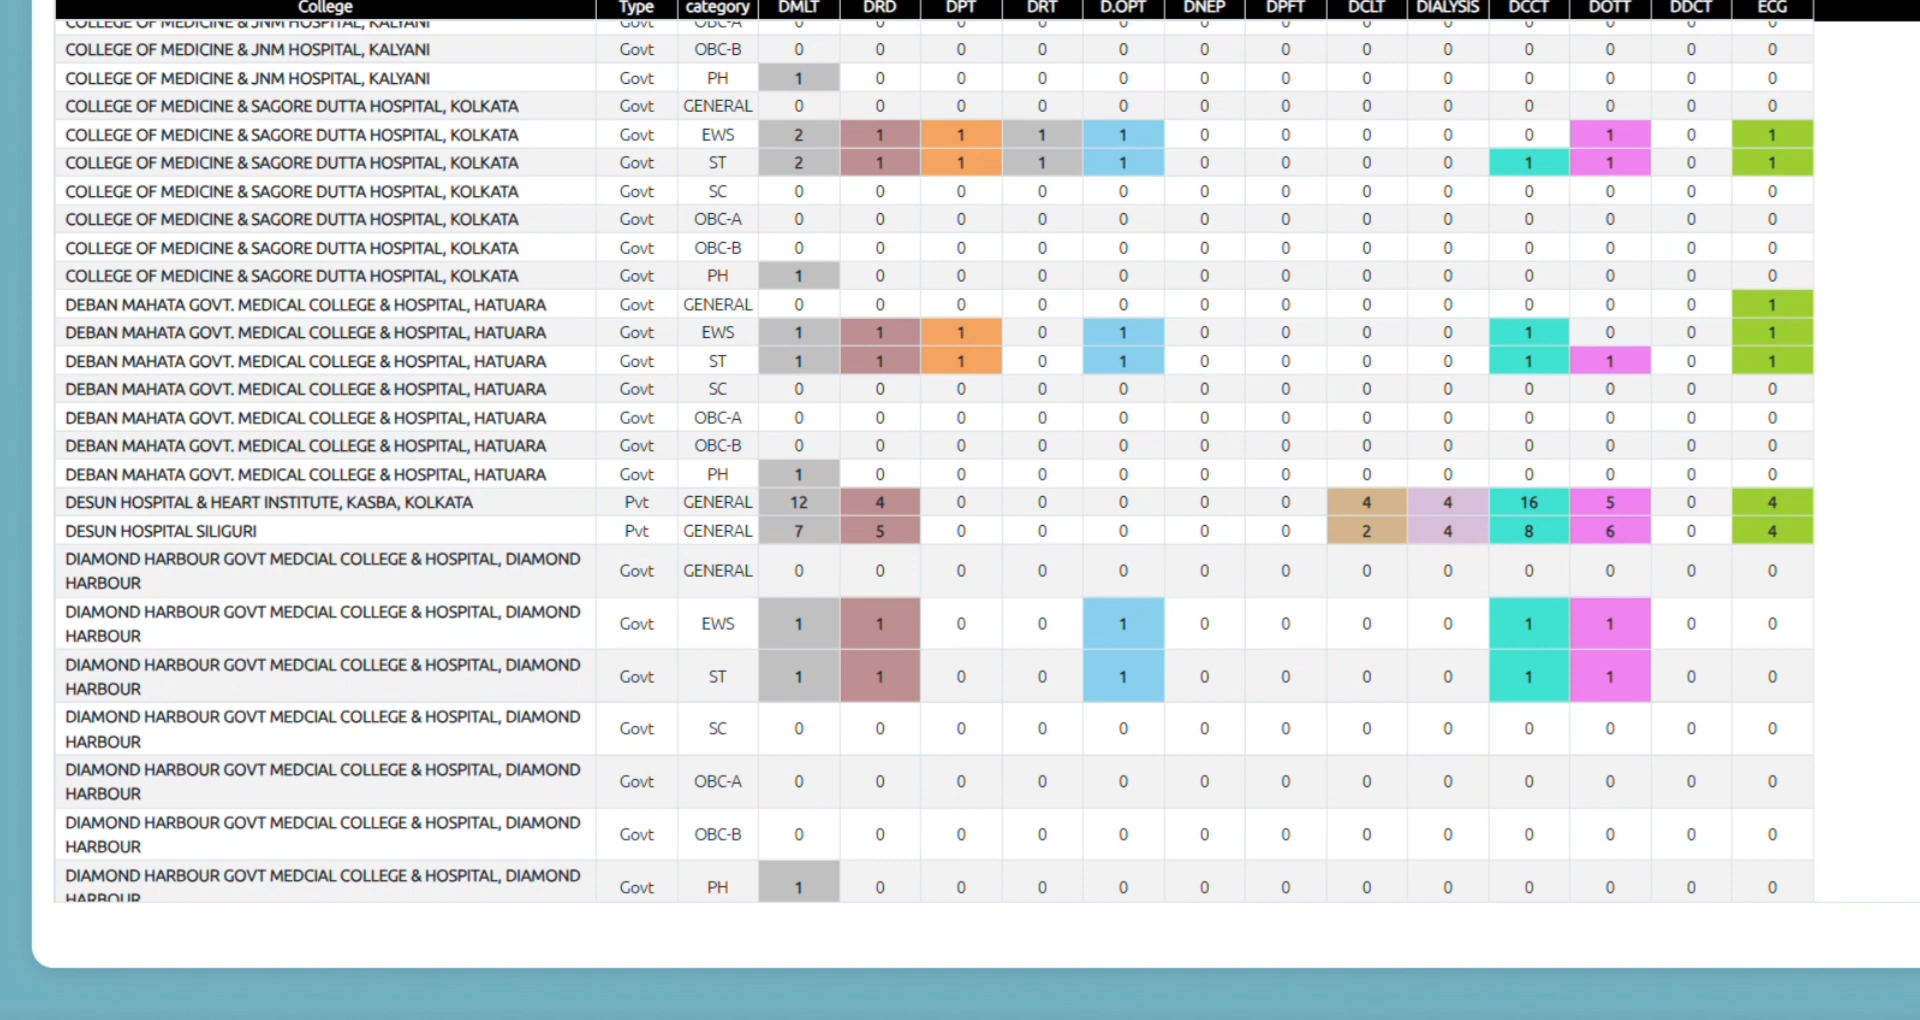 College Type category DMLT DRD DPT DRT D.OPT DNEP DPFT DCLT DIALYSIS DCCT DOTT DDCT ECG
COLLEGE OF MEDICINE & JNM HOSPITAL, KALYANI Govt OBC-A 0 0 0 0 0 0 0 0 0 0 0 0 0
COLLEGE OF MEDICINE & JNM HOSPITAL, KALYANI Govt OBC-B 0 0 0 0 0 0 0 0 0 0 0 0 0
COLLEGE OF MEDICINE & JNM HOSPITAL, KALYANI Govt PH 1 0 0 0 0 0 0 0 0 0 0 0 0
COLLEGE OF MEDICINE & SAGORE DUTTA HOSPITAL, KOLKATA Govt GENERAL 0 0 0 0 0 0 0 0 0 0 0 0 0
COLLEGE OF MEDICINE & SAGORE DUTTA HOSPITAL, KOLKATA Govt EWS 2 1 1 1 1 0 0 0 0 0 1 0 1
COLLEGE OF MEDICINE & SAGORE DUTTA HOSPITAL, KOLKATA Govt ST 2 1 1 1 1 0 0 0 0 1 1 0 1
COLLEGE OF MEDICINE & SAGORE DUTTA HOSPITAL, KOLKATA Govt SC 0 0 0 0 0 0 0 0 0 0 0 0 0
COLLEGE OF MEDICINE & SAGORE DUTTA HOSPITAL, KOLKATA Govt OBC-A 0 0 0 0 0 0 0 0 0 0 0 0 0
COLLEGE OF MEDICINE & SAGORE DUTTA HOSPITAL, KOLKATA Govt OBC-B 0 0 0 0 0 0 0 0 0 0 0 0 0
COLLEGE OF MEDICINE & SAGORE DUTTA HOSPITAL, KOLKATA Govt PH 1 0 0 0 0 0 0 0 0 0 0 0 0
DEBAN MAHATA GOVT. MEDICAL COLLEGE & HOSPITAL, HATUARA Govt GENERAL 0 0 0 0 0 0 0 0 0 0 0 0 1
DEBAN MAHATA GOVT. MEDICAL COLLEGE & HOSPITAL, HATUARA Govt EWS 1 1 1 0 1 0 0 0 0 1 0 0 1
DEBAN MAHATA GOVT. MEDICAL COLLEGE & HOSPITAL, HATUARA Govt ST 1 1 1 0 1 0 0 0 0 1 1 0 1
DEBAN MAHATA GOVT. MEDICAL COLLEGE & HOSPITAL, HATUARA Govt SC 0 0 0 0 0 0 0 0 0 0 0 0 0
DEBAN MAHATA GOVT. MEDICAL COLLEGE & HOSPITAL, HATUARA Govt OBC-A 0 0 0 0 0 0 0 0 0 0 0 0 0
DEBAN MAHATA GOVT. MEDICAL COLLEGE & HOSPITAL, HATUARA Govt OBC-B 0 0 0 0 0 0 0 0 0 0 0 0 0
DEBAN MAHATA GOVT. MEDICAL COLLEGE & HOSPITAL, HATUARA Govt PH 1 0 0 0 0 0 0 0 0 0 0 0 0
DESUN HOSPITAL & HEART INSTITUTE, KASBA, KOLKATA Pvt GENERAL 12 4 0 0 0 0 0 4 4 16 5 0 4
DESUN HOSPITAL SILIGURI Pvt GENERAL 7 5 0 0 0 0 0 2 4 8 6 0 4
DIAMOND HARBOUR GOVT MEDCIAL COLLEGE & HOSPITAL, DIAMOND
HARBOUR Govt GENERAL 0 0 0 0 0 0 0 0 0 0 0 0 0
DIAMOND HARBOUR GOVT MEDCIAL COLLEGE & HOSPITAL, DIAMOND
HARBOUR Govt EWS 1 1 0 0 1 0 0 0 0 1 1 0 0
DIAMOND HARBOUR GOVT MEDCIAL COLLEGE & HOSPITAL, DIAMOND
HARBOUR Govt ST 1 1 0 0 1 0 0 0 0 1 1 0 0
DIAMOND HARBOUR GOVT MEDCIAL COLLEGE & HOSPITAL, DIAMOND
HARBOUR Govt SC 0 0 0 0 0 0 0 0 0 0 0 0 0
DIAMOND HARBOUR GOVT MEDCIAL COLLEGE & HOSPITAL, DIAMOND
HARBOUR Govt OBC-A 0 0 0 0 0 0 0 0 0 0 0 0 0
DIAMOND HARBOUR GOVT MEDCIAL COLLEGE & HOSPITAL, DIAMOND
HARBOUR Govt OBC-B 0 0 0 0 0 0 0 0 0 0 0 0 0
DIAMOND HARBOUR GOVT MEDCIAL COLLEGE & HOSPITAL, DIAMOND
HARBOUR Govt PH 1 0 0 0 0 0 0 0 0 0 0 0 0